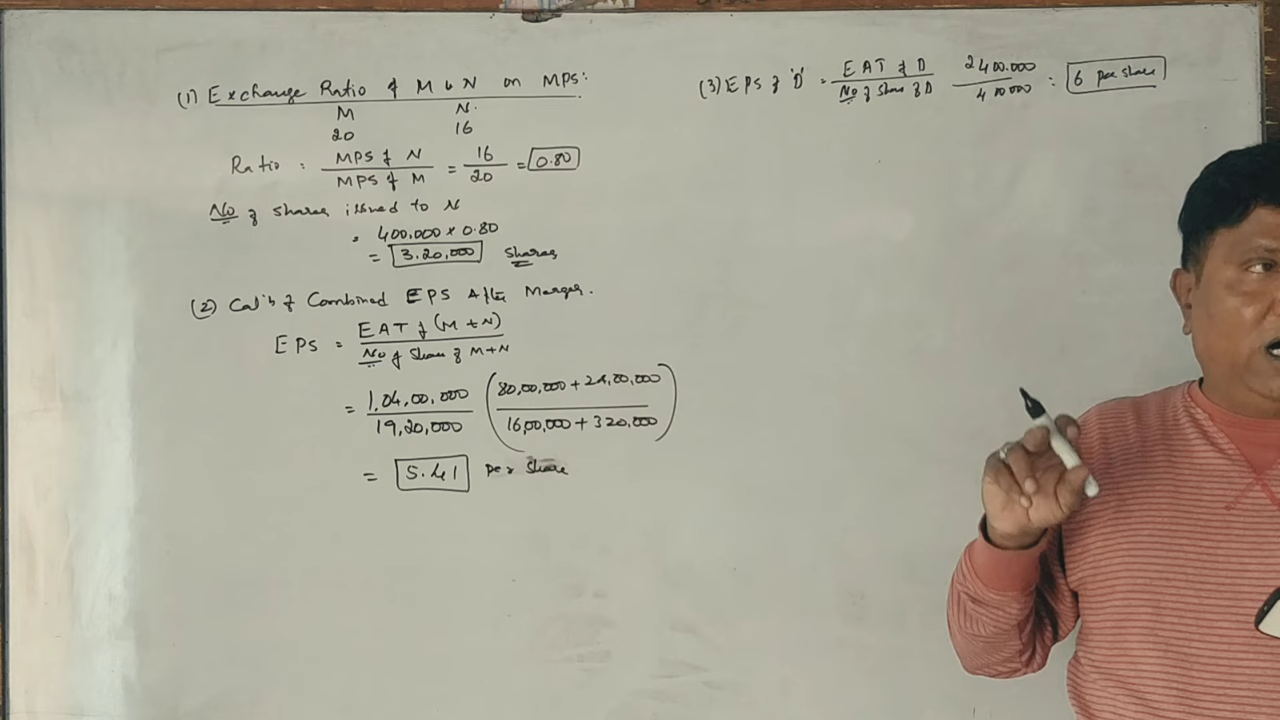 (1) Exchange Ratio of M & N on MPS:
M N.
20 16
Ratio : MPS of N / MPS of M = 16 / 20 = 0.80
No of shares issued to N
= 400,000 x 0.80
= 3,20,000 Shares
(2) Cal'n of Combined EPS After Merger.
EPS = EAT of (M + N) / No of Share of M+N
= 1,04,00,000 / 19,20,000 (80,00,000 + 24,00,000 / 16,00,000 + 320,000)
= 5.41 per share
(3) EPS of 'D' = EAT of D / No of Share of D 2400.000 / 400000 : 6 per share